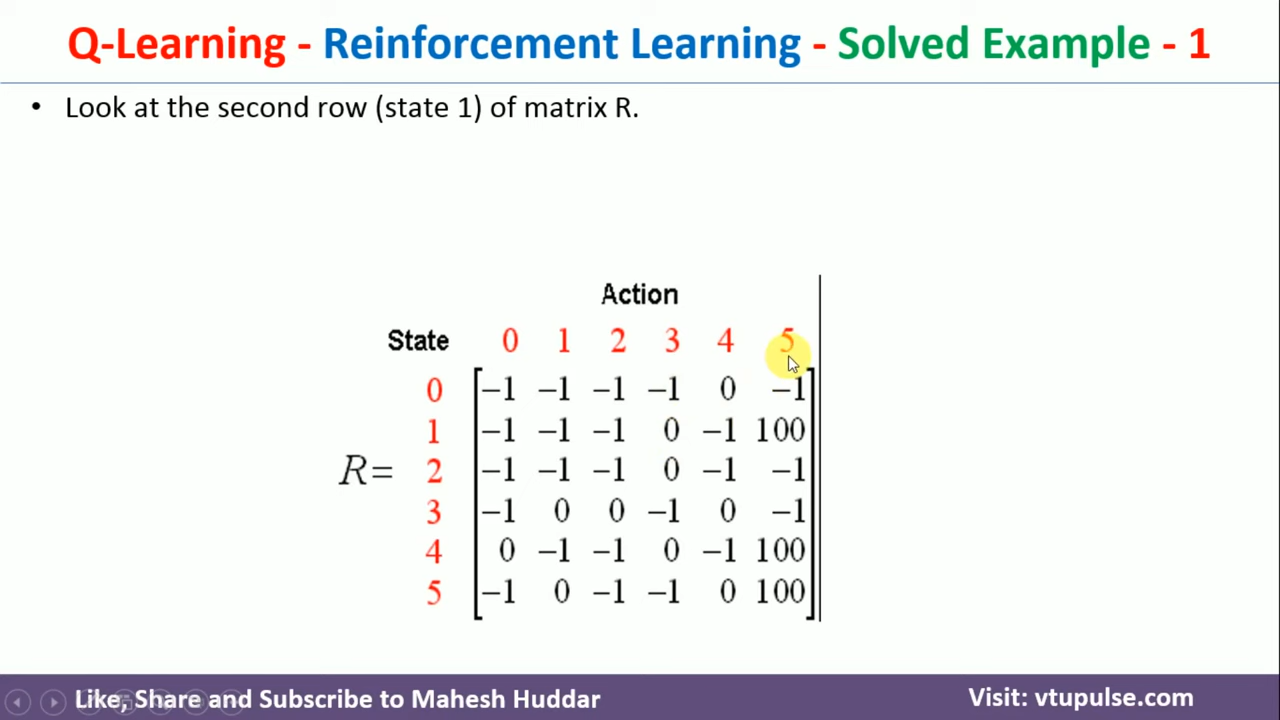 Q-Learning - Reinforcement Learning - Solved Example - 1
• Look at the second row (state 1) of matrix R.
Action
State 0 1 2 3 4 5
0 −1 −1 −1 −1 0 −1
1 −1 −1 −1 0 −1 100
R= 2 −1 −1 −1 0 −1 −1
3 −1 0 0 −1 0 −1
4 0 −1 −1 0 −1 100
5 −1 0 −1 −1 0 100
Like, Share and Subscribe to Mahesh Huddar
Visit: vtupulse.com